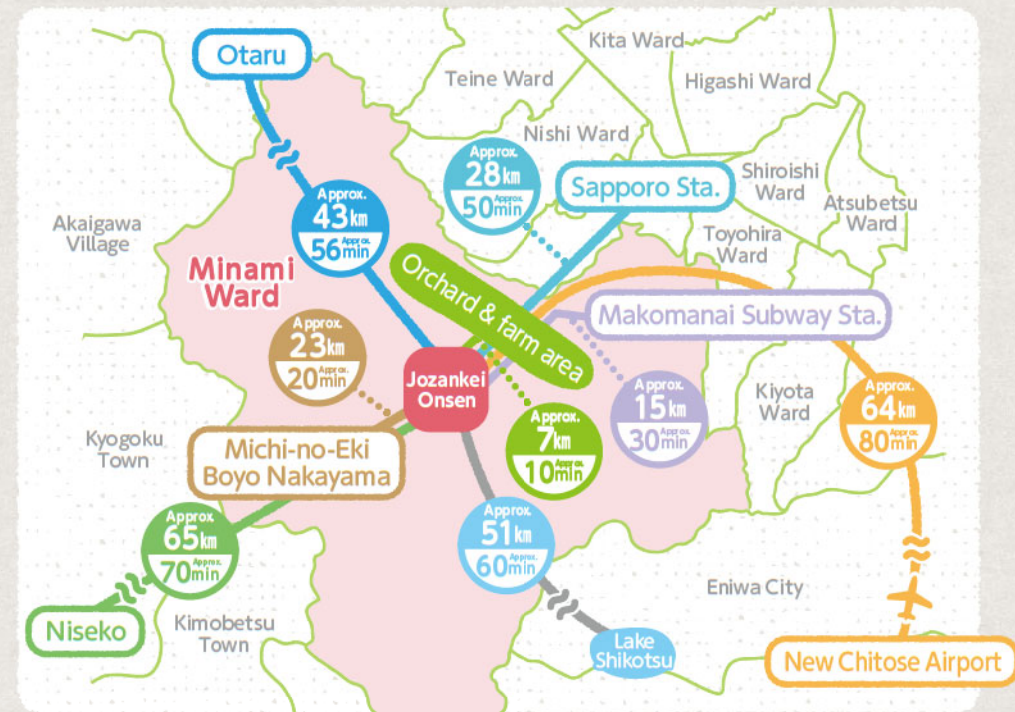 Otaru
Kita Ward
Teine Ward
Higash Ward
Nishi Ward
Approx.
28km
Approx.
50min
Sapporo Sta.
Shiroishi
Ward
Atsubetsu
Ward
Toyohira
Ward
Akaigawa
Village
Approx.
43km
Approx.
56min
Minami
Ward
Orchard & farm area
Makomanai Subway Sta.
Approx.
23km
Approx.
20min
Jozankei
Onsen
Approx.
15km
Approx.
30min
Kiyota
Ward
Approx.
64km
Approx.
80min
Approx.
7km
Approx.
10min
Kyogoku
Town
Michi-no-Eki
Boyo Nakayama
Approx.
65km
Approx.
70min
Approx.
51km
Approx.
60min
Eniwa City
Niseko
Kimobetsu
Town
Lake
Shikotsu
New Chitose Airport